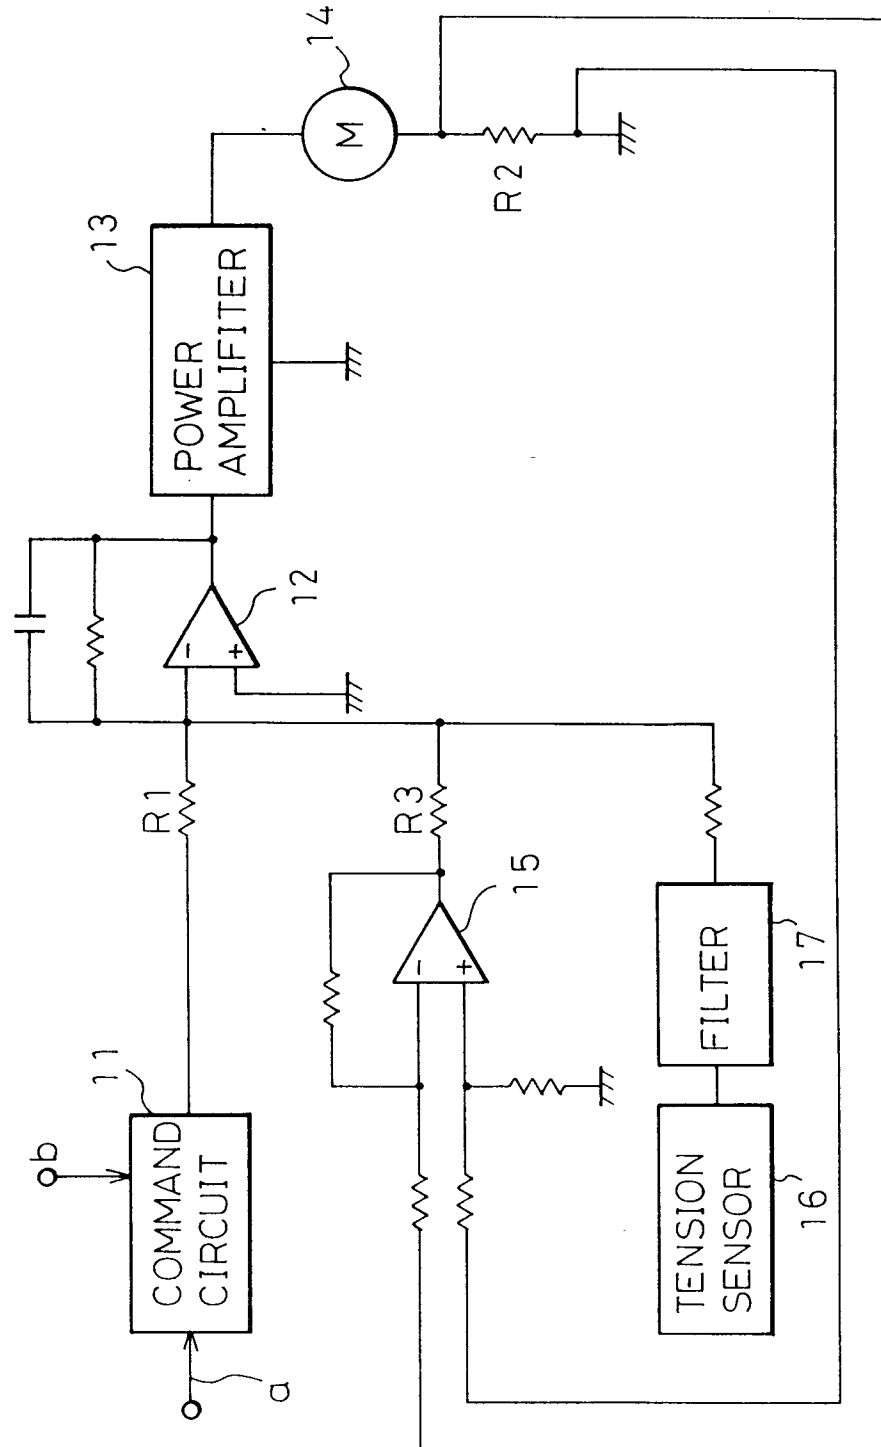 b
a
11
COMMAND
CIRCUIT
R1
-
+
12
13
POWER
AMPLIFITER
14
M
R2
-
+
15
R3
TENSION
SENSOR
16
FILTER
17